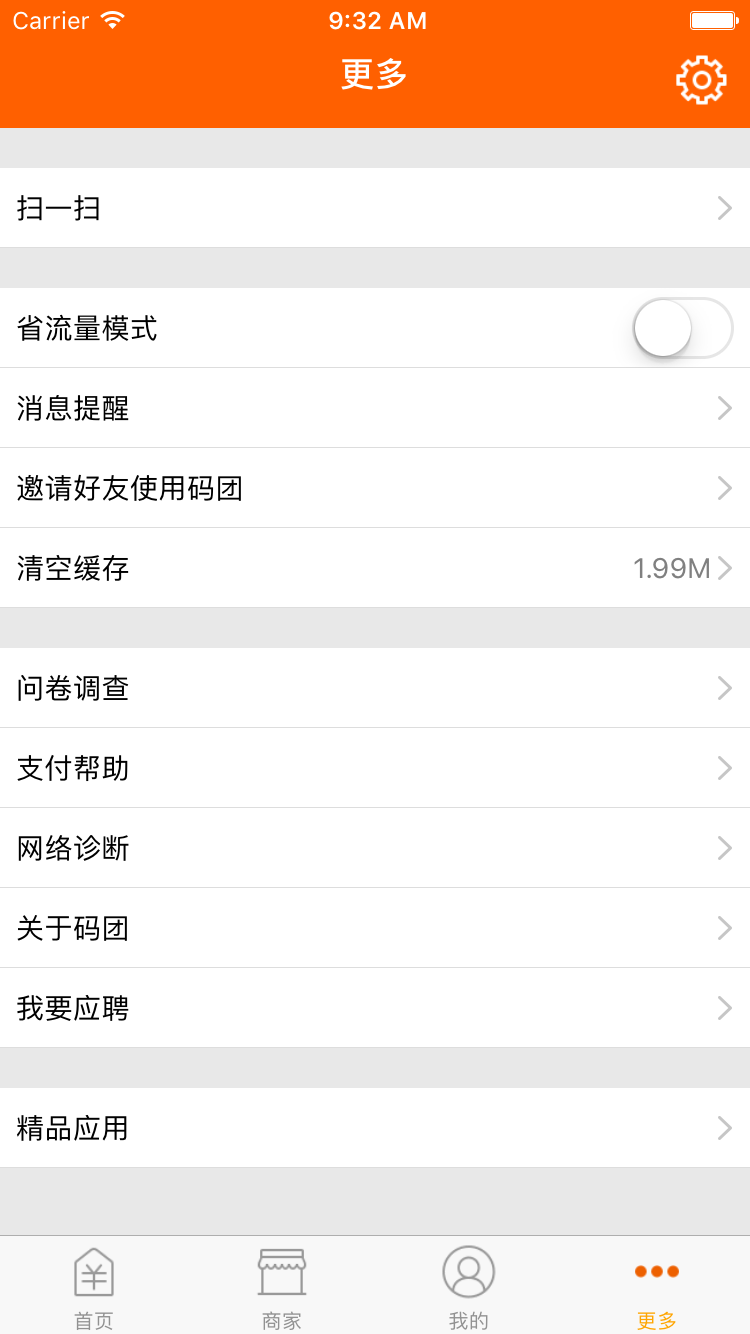 Carrier 9:32 AM
更多
扫一扫
省流量模式
消息提醒
邀请好友使用码团
清空缓存 1.99M
问卷调查
支付帮助
网络诊断
关于码团
我要应聘
精品应用
首页 商家 我的 更多